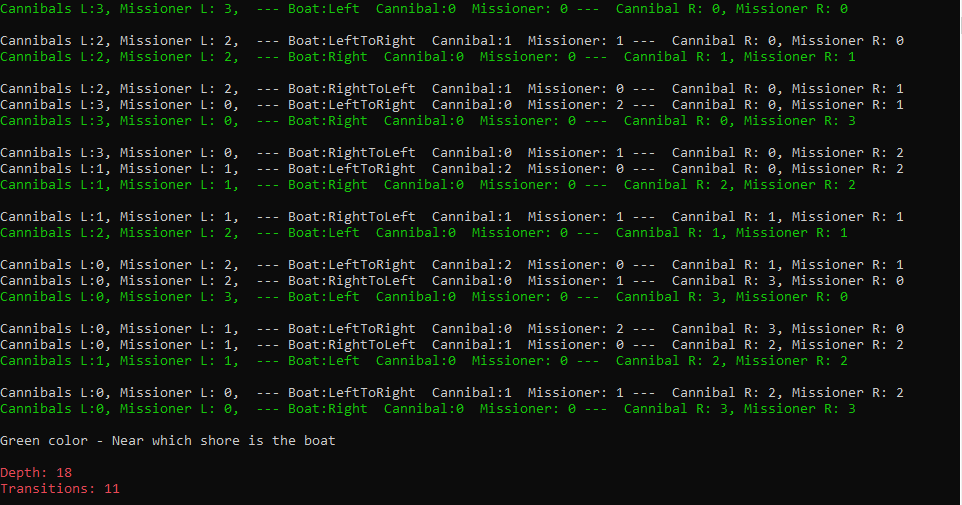 Cannibals L:3, Missioner L: 3,  --- Boat:Left  Cannibal:0  Missioner: 0 ---  Cannibal R: 0, Missioner R: 0
Cannibals L:2, Missioner L: 2,  --- Boat:LeftToRight  Cannibal:1  Missioner: 1 ---  Cannibal R: 0, Missioner R: 0
Cannibals L:2, Missioner L: 2,  --- Boat:Right  Cannibal:0  Missioner: 0 ---  Cannibal R: 1, Missioner R: 1
Cannibals L:2, Missioner L: 2,  --- Boat:RightToLeft  Cannibal:1  Missioner: 0 ---  Cannibal R: 0, Missioner R: 1
Cannibals L:3, Missioner L: 0,  --- Boat:LeftToRight  Cannibal:0  Missioner: 2 ---  Cannibal R: 0, Missioner R: 1
Cannibals L:3, Missioner L: 0,  --- Boat:Right  Cannibal:0  Missioner: 0 ---  Cannibal R: 0, Missioner R: 3
Cannibals L:3, Missioner L: 0,  --- Boat:RightToLeft  Cannibal:0  Missioner: 1 ---  Cannibal R: 0, Missioner R: 2
Cannibals L:1, Missioner L: 1,  --- Boat:LeftToRight  Cannibal:2  Missioner: 0 ---  Cannibal R: 0, Missioner R: 2
Cannibals L:1, Missioner L: 1,  --- Boat:Right  Cannibal:0  Missioner: 0 ---  Cannibal R: 2, Missioner R: 2
Cannibals L:1, Missioner L: 1,  --- Boat:RightToLeft  Cannibal:1  Missioner: 1 ---  Cannibal R: 1, Missioner R: 1
Cannibals L:2, Missioner L: 2,  --- Boat:Left  Cannibal:0  Missioner: 0 ---  Cannibal R: 1, Missioner R: 1
Cannibals L:0, Missioner L: 2,  --- Boat:LeftToRight  Cannibal:2  Missioner: 0 ---  Cannibal R: 1, Missioner R: 1
Cannibals L:0, Missioner L: 2,  --- Boat:RightToLeft  Cannibal:0  Missioner: 1 ---  Cannibal R: 3, Missioner R: 0
Cannibals L:0, Missioner L: 3,  --- Boat:Left  Cannibal:0  Missioner: 0 ---  Cannibal R: 3, Missioner R: 0
Cannibals L:0, Missioner L: 1,  --- Boat:LeftToRight  Cannibal:0  Missioner: 2 ---  Cannibal R: 3, Missioner R: 0
Cannibals L:0, Missioner L: 1,  --- Boat:RightToLeft  Cannibal:1  Missioner: 0 ---  Cannibal R: 2, Missioner R: 2
Cannibals L:1, Missioner L: 1,  --- Boat:Left  Cannibal:0  Missioner: 0 ---  Cannibal R: 2, Missioner R: 2
Cannibals L:0, Missioner L: 0,  --- Boat:LeftToRight  Cannibal:1  Missioner: 1 ---  Cannibal R: 2, Missioner R: 2
Cannibals L:0, Missioner L: 0,  --- Boat:Right  Cannibal:0  Missioner: 0 ---  Cannibal R: 3, Missioner R: 3
Green color - Near which shore is the boat
Depth: 18
Transitions: 11